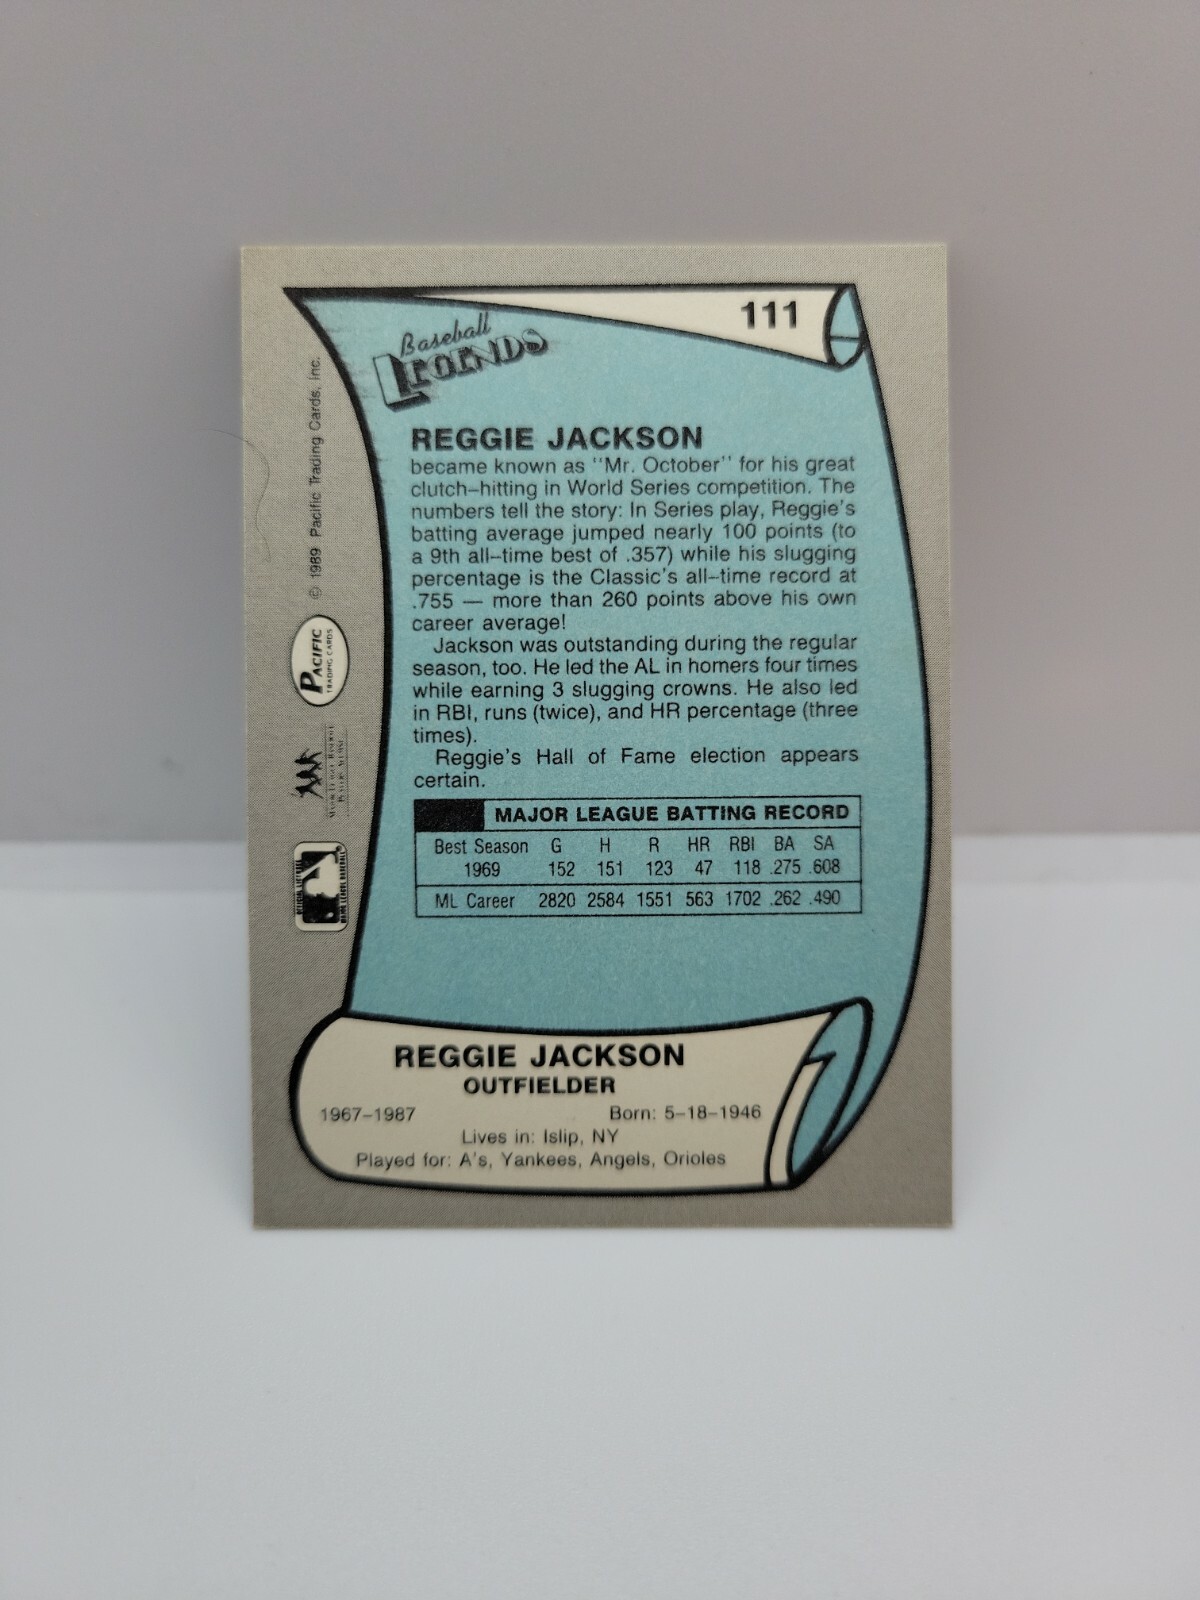 111
Baseball
LEGENDS
REGGIE JACKSON
became known as "Mr. October" for his great
clutch-hitting in World Series competition. The
numbers tell the story: In Series play, Reggie's
batting average jumped nearly 100 points (to
a 9th all-time best of .357) while his slugging
percentage is the Classic's all-time record at
.755 — more than 260 points above his own
career average!
Jackson was outstanding during the regular
season, too. He led the AL in homers four times
while earning 3 slugging crowns. He also led
in RBI, runs (twice), and HR percentage (three
times).
Reggie's Hall of Fame election appears
certain.
MAJOR LEAGUE BATTING RECORD
Best Season G H R HR RBI BA SA
1969 152 151 123 47 118 .275 .608
ML Career 2820 2584 1551 563 1702 .262 .490
REGGIE JACKSON
OUTFIELDER
1967-1987 Born: 5-18-1946
Lives in: Islip, NY
Played for: A's, Yankees, Angels, Orioles
© 1989 Pacific Trading Cards, Inc.
PACIFIC
TRADING CARDS